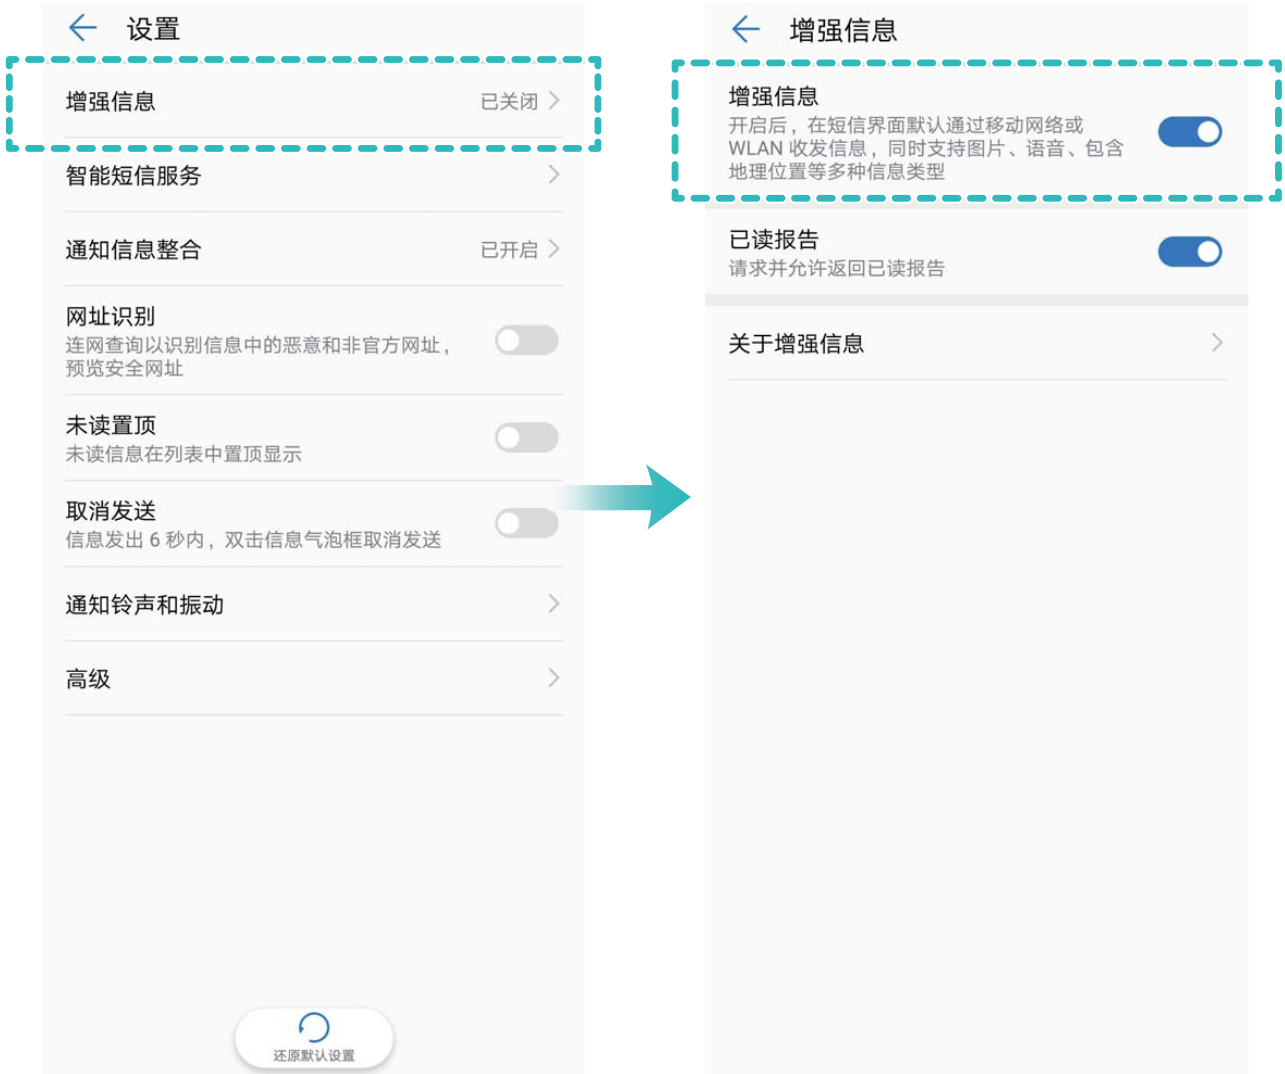 设置
增强信息
已关闭
智能短信服务
通知信息整合
已开启
网址识别
连网查询以识别信息中的恶意和非官方网址，
预览安全网址
未读置顶
未读信息在列表中置顶显示
取消发送
信息发出 6 秒内，双击信息气泡框取消发送
通知铃声和振动
高级
还原默认设置
增强信息
增强信息
开启后，在短信界面默认通过移动网络或
WLAN 收发信息，同时支持图片、语音、包含
地理位置等多种信息类型
已读报告
请求并允许返回已读报告
关于增强信息